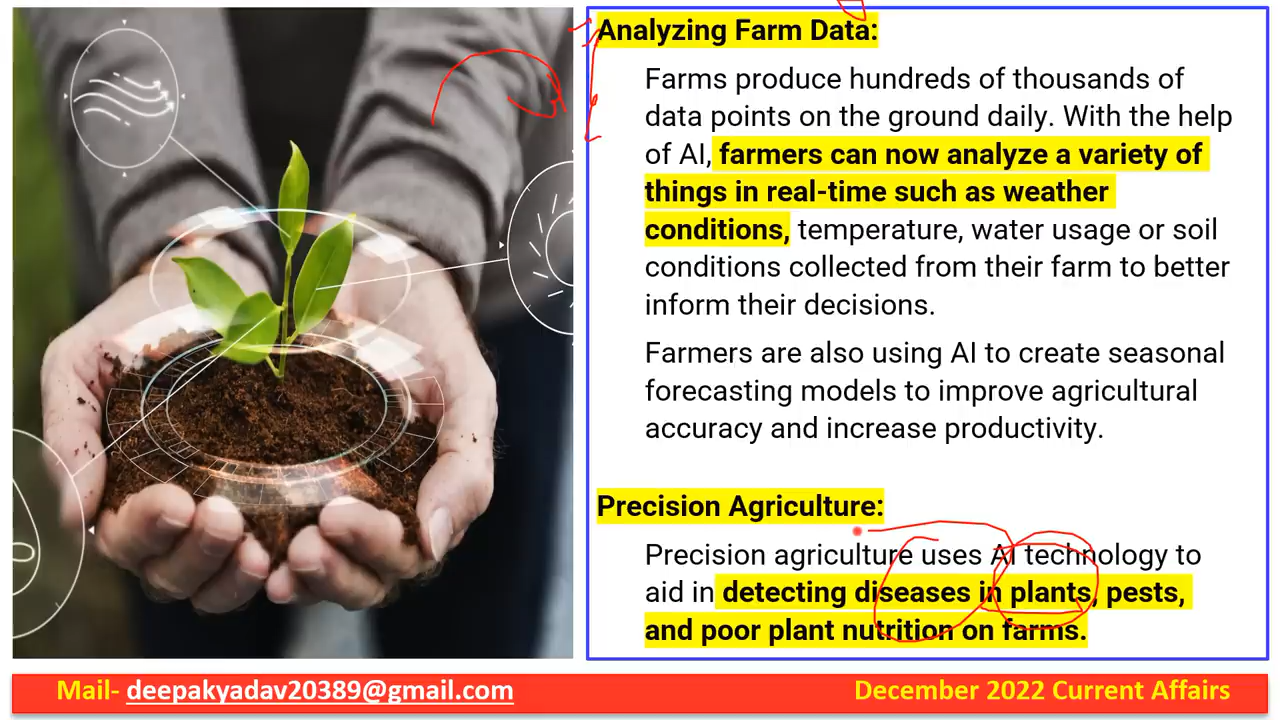 Analyzing Farm Data:
Farms produce hundreds of thousands of
data points on the ground daily. With the help
of AI, farmers can now analyze a variety of
things in real-time such as weather
conditions, temperature, water usage or soil
conditions collected from their farm to better
inform their decisions.
Farmers are also using AI to create seasonal
forecasting models to improve agricultural
accuracy and increase productivity.
Precision Agriculture:
Precision agriculture uses AI technology to
aid in detecting diseases in plants, pests,
and poor plant nutrition on farms.
Mail- deepakyadav20389@gmail.com
December 2022 Current Affairs